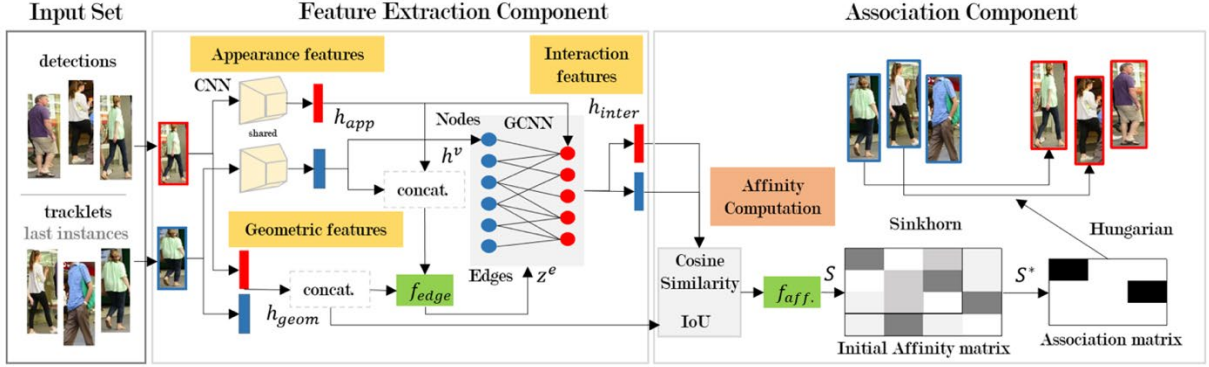 Input Set
Feature Extraction Component
Association Component
detections
tracklets
last instances
CNN
Appearance features
shared
h_app
Nodes
h^v
GCNN
concat.
Interaction
features
h_inter
Geometric features
concat.
h_geom
f_edge
Edges
z^e
Affinity
Computation
Cosine
Similarity
IoU
f_aff.
S
Sinkhorn
Initial Affinity matrix
S*
Hungarian
Association matrix